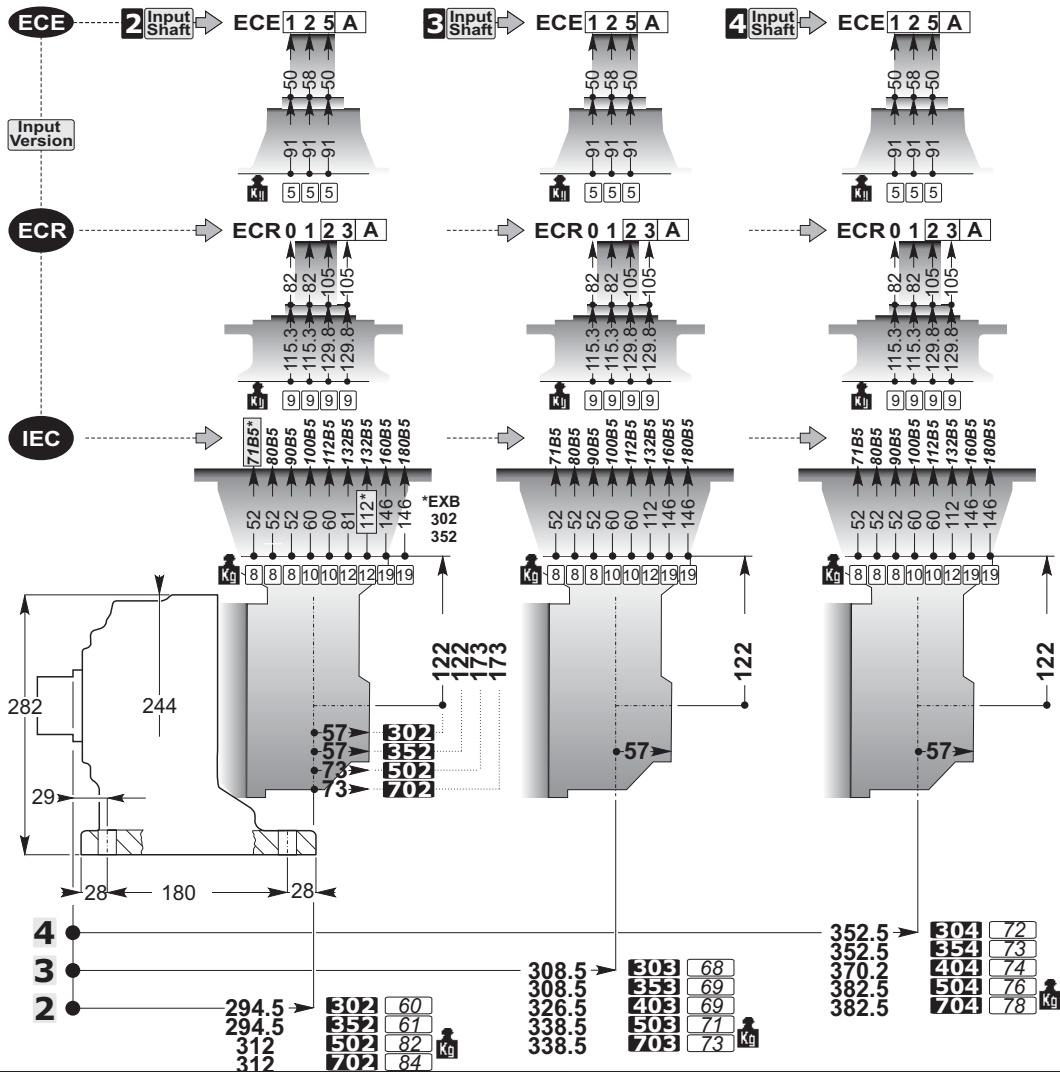 ECE 2 Input Shaft ECE 1 2 5 A 3 Input Shaft ECE 1 2 5 A 4 Input Shaft ECE 1 2 5 A
50 58 50 50 58 50 50 58 50
Input Version
91 91 91 91 91 91 91 91 91
Kg 5 5 5 Kg 5 5 5 Kg 5 5 5
ECR ECR 0 1 2 3 A ECR 0 1 2 3 A ECR 0 1 2 3 A
82 82 105 105 82 82 105 105 82 82 105 105
115.3 115.3 129.8 129.8 115.3 115.3 129.8 129.8 115.3 115.3 129.8 129.8
Kg 9 9 9 9 Kg 9 9 9 9 Kg 9 9 9 9
IEC 71B5* 80B5 90B5 100B5 112B5 132B5 132B5 160B5 180B5 71B5 80B5 90B5 100B5 112B5 132B5 160B5 180B5 71B5 80B5 90B5 100B5 112B5 132B5 160B5 180B5
52 52 52 60 60 81 112* 146 146 52 52 52 60 60 112 146 146 52 52 52 60 60 112 146 146
*EXB
302
352
Kg 8 8 8 10 10 12 12 19 19 Kg 8 8 8 10 10 12 19 19 Kg 8 8 8 10 10 12 19 19
122 122 173 173 122 122
282 244
57 302 57 57
57 352
73 502
73 702
29
28 180 28
4 352.5 304 72
352.5 354 73
370.2 404 74
382.5 504 76
382.5 704 78
Kg
3 308.5 303 68
308.5 353 69
326.5 403 69
338.5 503 71
338.5 703 73
Kg
2 294.5 302 60
294.5 352 61
312 502 82
312 702 84
Kg